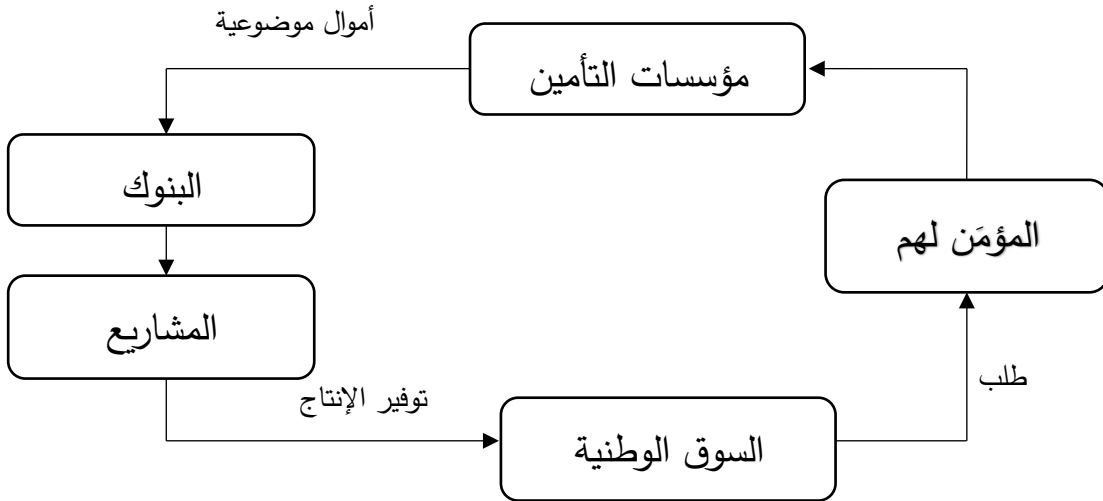 أموال موضوعية
مؤسسات التأمين
البنوك
المؤمَن لهم
المشاريع
طلب
توفير الإنتاج
السوق الوطنية